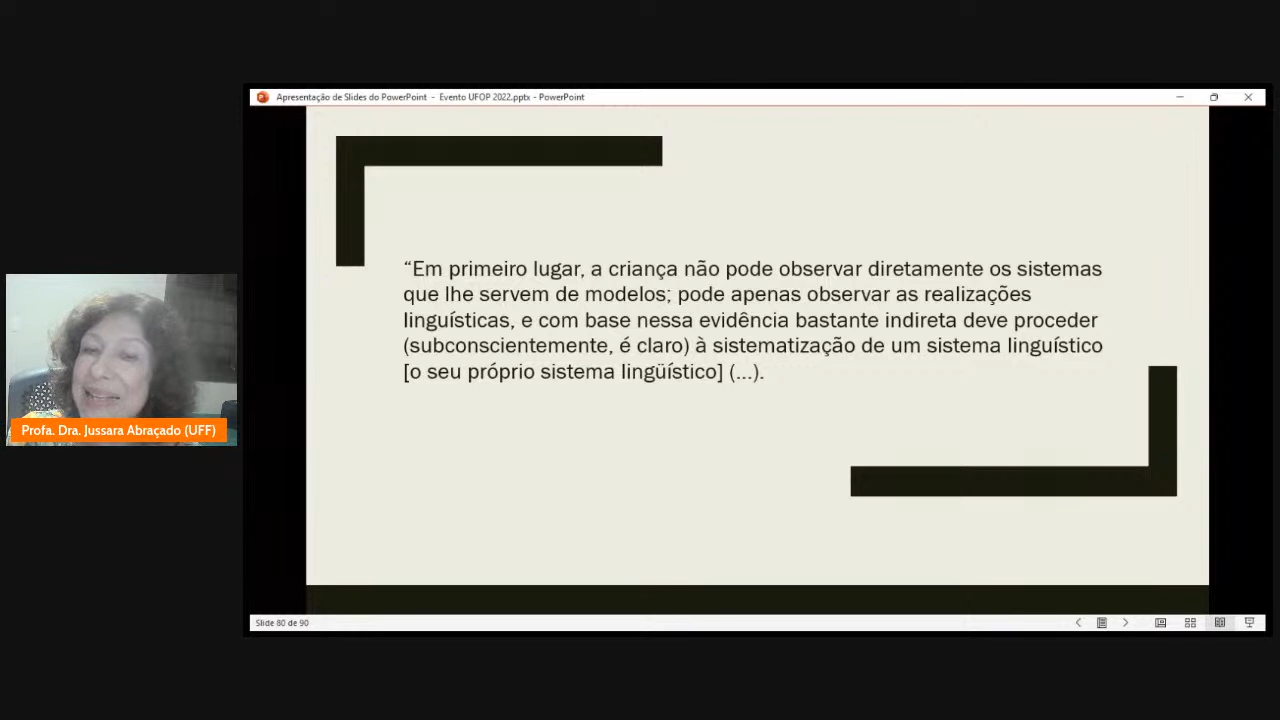 Apresentação de Slides do PowerPoint - Evento UFOP 2022.pptx - PowerPoint
“Em primeiro lugar, a criança não pode observar diretamente os sistemas
que lhe servem de modelos; pode apenas observar as realizações
linguísticas, e com base nessa evidência bastante indireta deve proceder
(subconscientemente, é claro) à sistematização de um sistema linguístico
[o seu próprio sistema lingüístico] (...).
Profa. Dra. Jussara Abraçado (UFF)
Slide 80 de 90